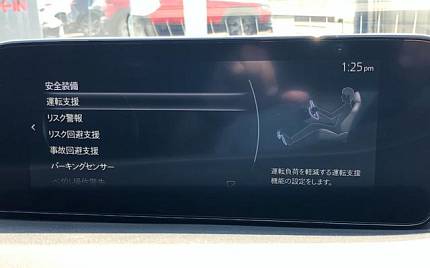 1:25pm
安全装備
運転支援
リスク警報
リスク回避支援
事故回避支援
パーキングセンサー
運転負荷を軽減する運転支援
機能の設定をします。